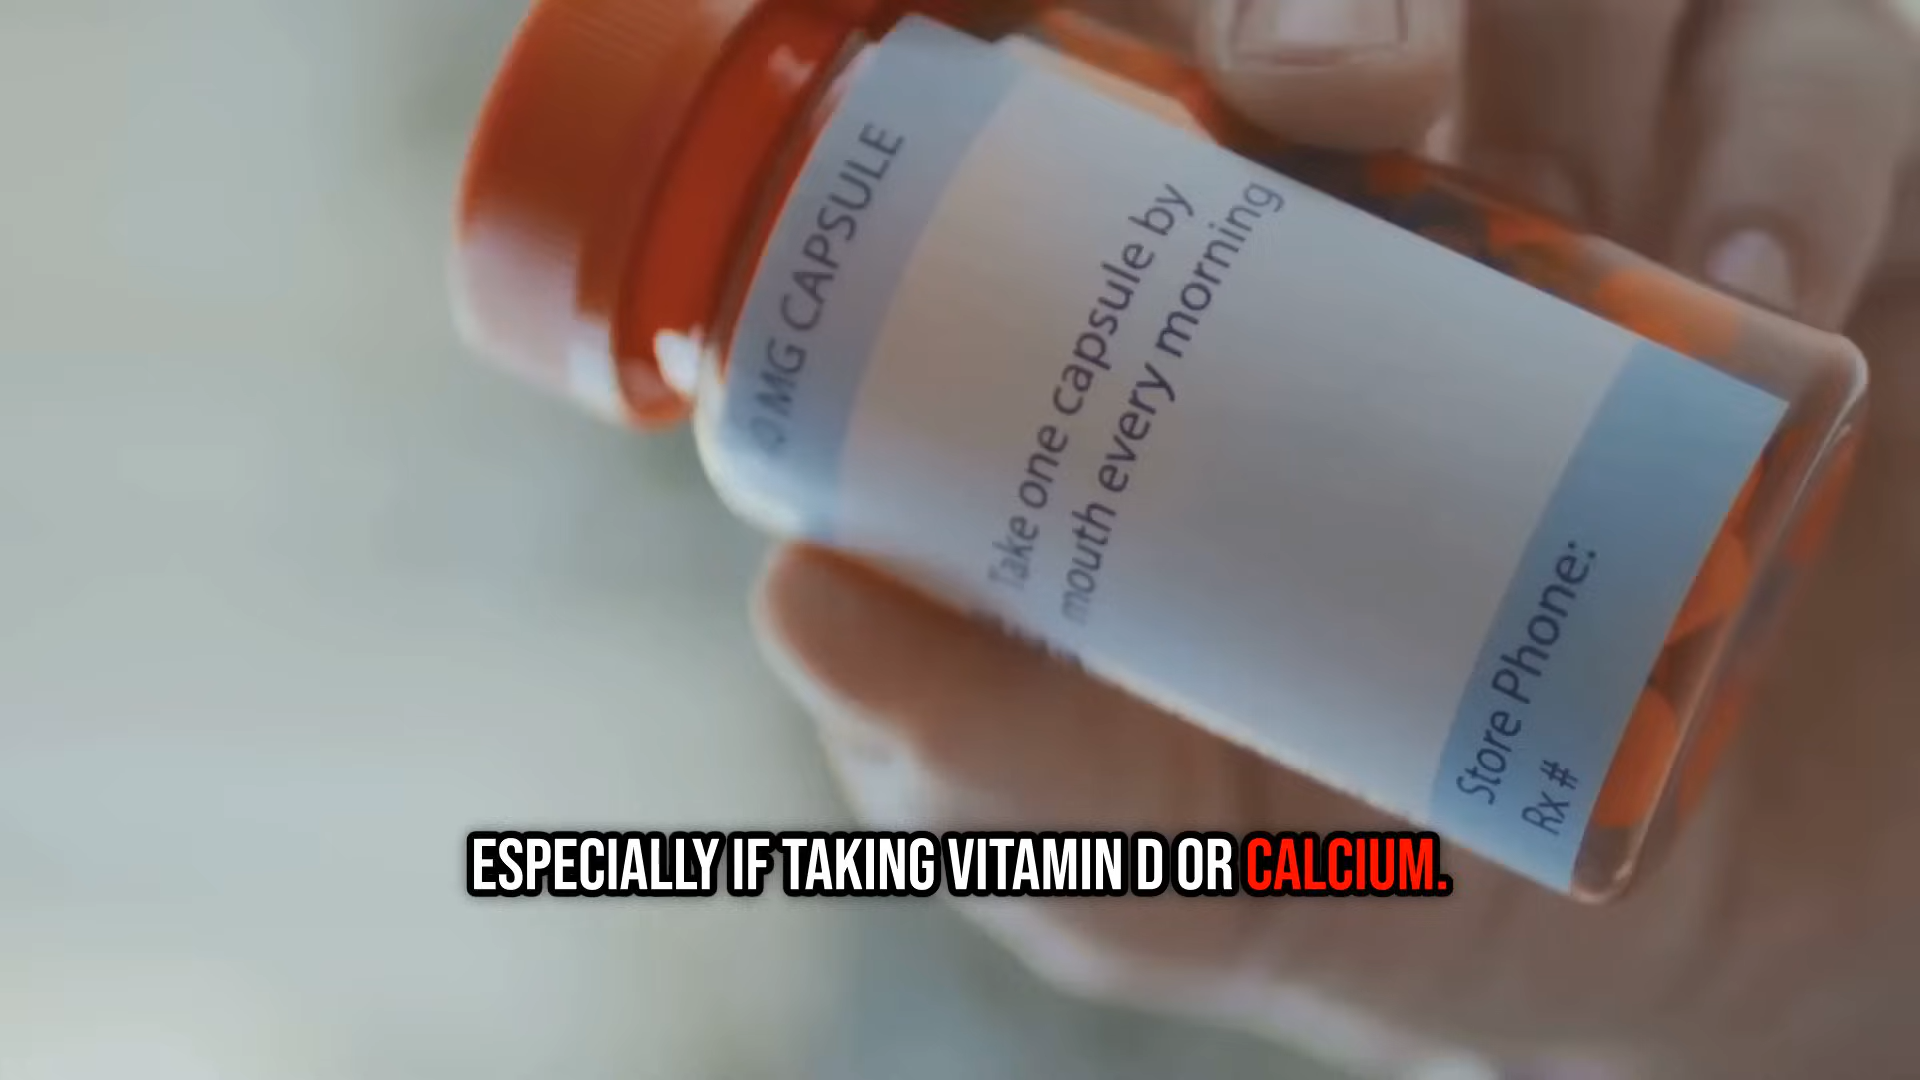 MG CAPSULE
Take one capsule by
mouth every morning
Store Phone:
Rx #
ESPECIALLY IF TAKING VITAMIN D OR CALCIUM.